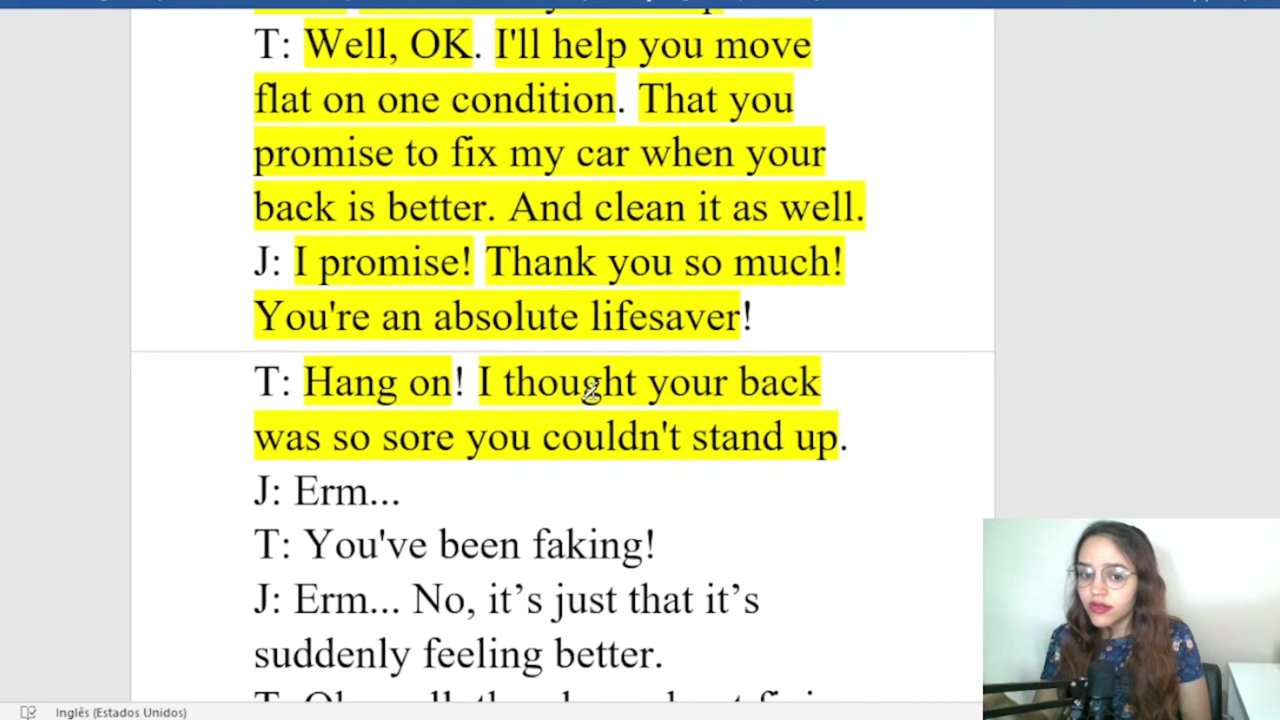 T: Well, OK. I'll help you move
flat on one condition. That you
promise to fix my car when your
back is better. And clean it as well.
J: I promise! Thank you so much!
You're an absolute lifesaver!
T: Hang on! I thought your back
was so sore you couldn't stand up.
J: Erm...
T: You've been faking!
J: Erm... No, it’s just that it’s
suddenly feeling better.
Inglês (Estados Unidos)